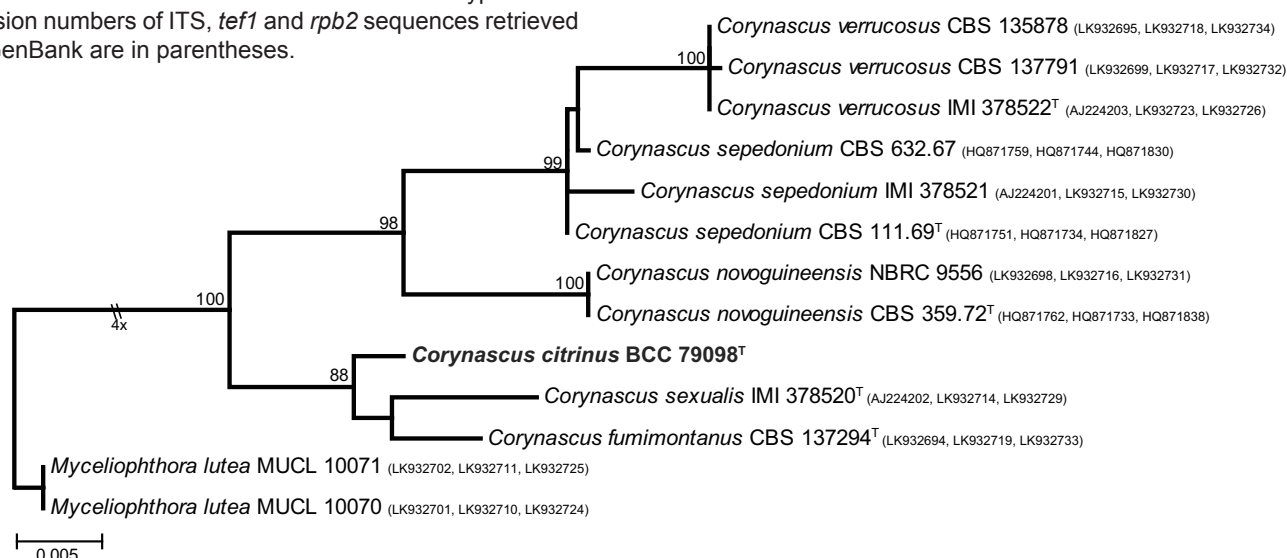 sion numbers of ITS, tef1 and rpb2 sequences retrieved
GenBank are in parentheses.
Corynascus verrucosus CBS 135878 (LK932695, LK932718, LK932734)
100
Corynascus verrucosus CBS 137791 (LK932699, LK932717, LK932732)
Corynascus verrucosus IMI 378522ᵀ (AJ224203, LK932723, LK932726)
Corynascus sepedonium CBS 632.67 (HQ871759, HQ871744, HQ871830)
99
Corynascus sepedonium IMI 378521 (AJ224201, LK932715, LK932730)
98
Corynascus sepedonium CBS 111.69ᵀ (HQ871751, HQ871734, HQ871827)
Corynascus novoguineensis NBRC 9556 (LK932698, LK932716, LK932731)
100
100
Corynascus novoguineensis CBS 359.72ᵀ (HQ871762, HQ871733, HQ871838)
4x
Corynascus citrinus BCC 79098ᵀ
88
Corynascus sexualis IMI 378520ᵀ (AJ224202, LK932714, LK932729)
Corynascus fumimontanus CBS 137294ᵀ (LK932694, LK932719, LK932733)
Myceliophthora lutea MUCL 10071 (LK932702, LK932711, LK932725)
Myceliophthora lutea MUCL 10070 (LK932701, LK932710, LK932724)
0.005